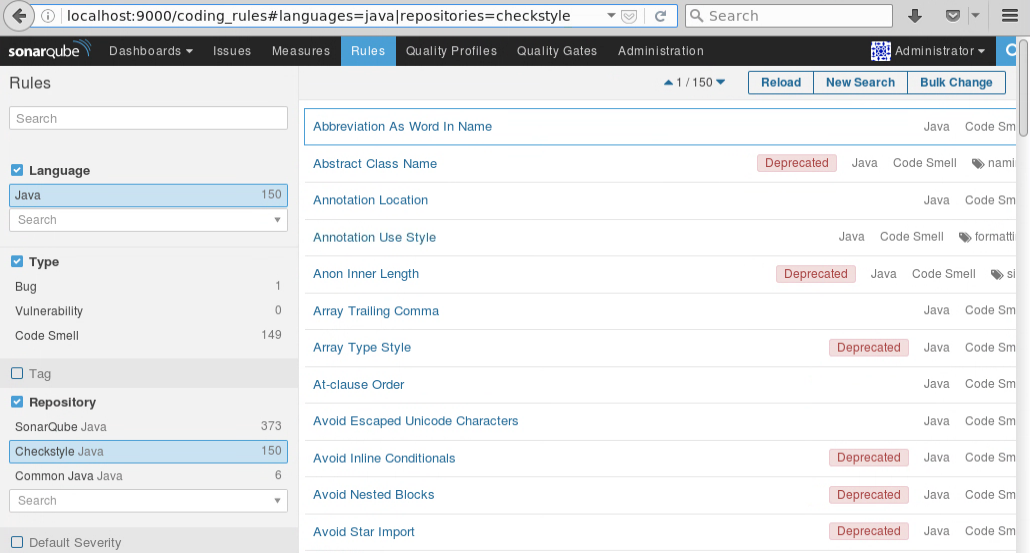 localhost:9000/coding_rules#languages=java|repositories=checkstyle
Search
sonarqube Dashboards Issues Measures Rules Quality Profiles Quality Gates Administration Administrator
Rules
Search
Language
Java 150
Search
Type
Bug 1
Vulnerability 0
Code Smell 149
Tag
Repository
SonarQube Java 373
Checkstyle Java 150
Common Java Java 6
Search
Default Severity
1 / 150 Reload New Search Bulk Change
Abbreviation As Word In Name Java Code Sm
Abstract Class Name Deprecated Java Code Smell nami
Annotation Location Java Code Sm
Annotation Use Style Java Code Smell formatti
Anon Inner Length Deprecated Java Code Smell si
Array Trailing Comma Java Code Sm
Array Type Style Deprecated Java Code Sm
At-clause Order Java Code Sm
Avoid Escaped Unicode Characters Java Code Sm
Avoid Inline Conditionals Deprecated Java Code Sm
Avoid Nested Blocks Deprecated Java Code Sm
Avoid Star Import Deprecated Java Code Sm